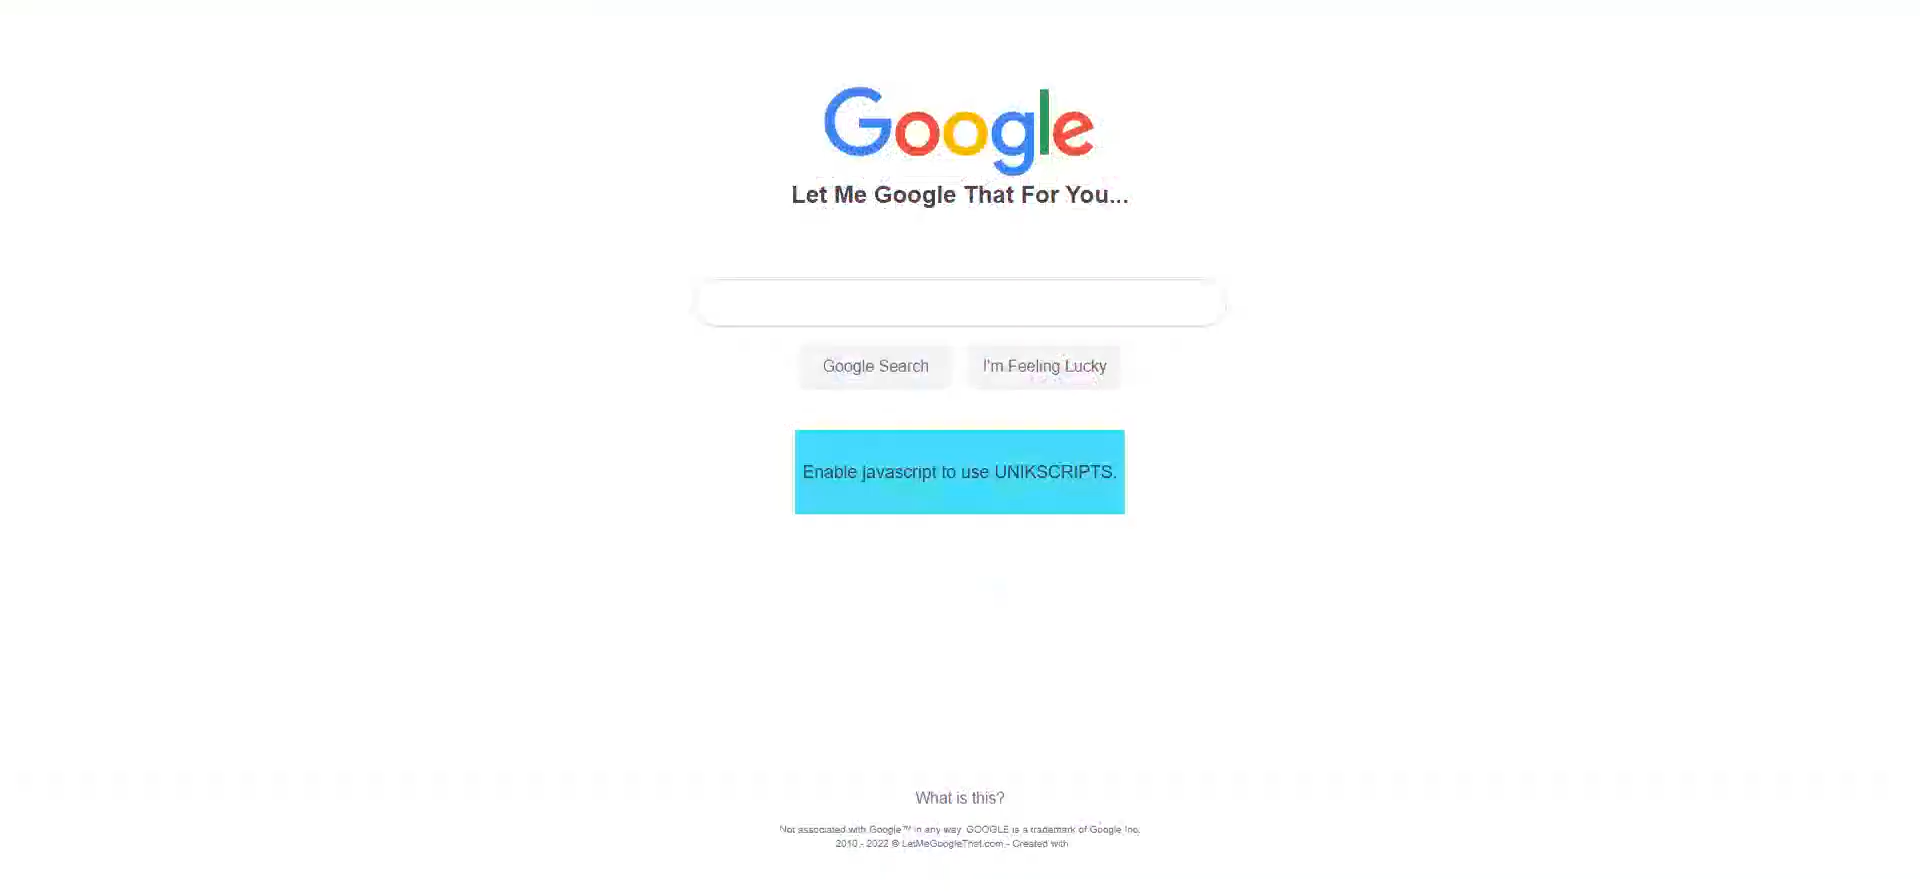 Google
Let Me Google That For You...
Google Search
I'm Feeling Lucky
Enable javascript to use UNIKSCRIPTS.
What is this?
Not associated with Google™ in any way. GOOGLE is a trademark of Google Inc.
2010 - 2022 © LetMeGoogleThat.com - Created with